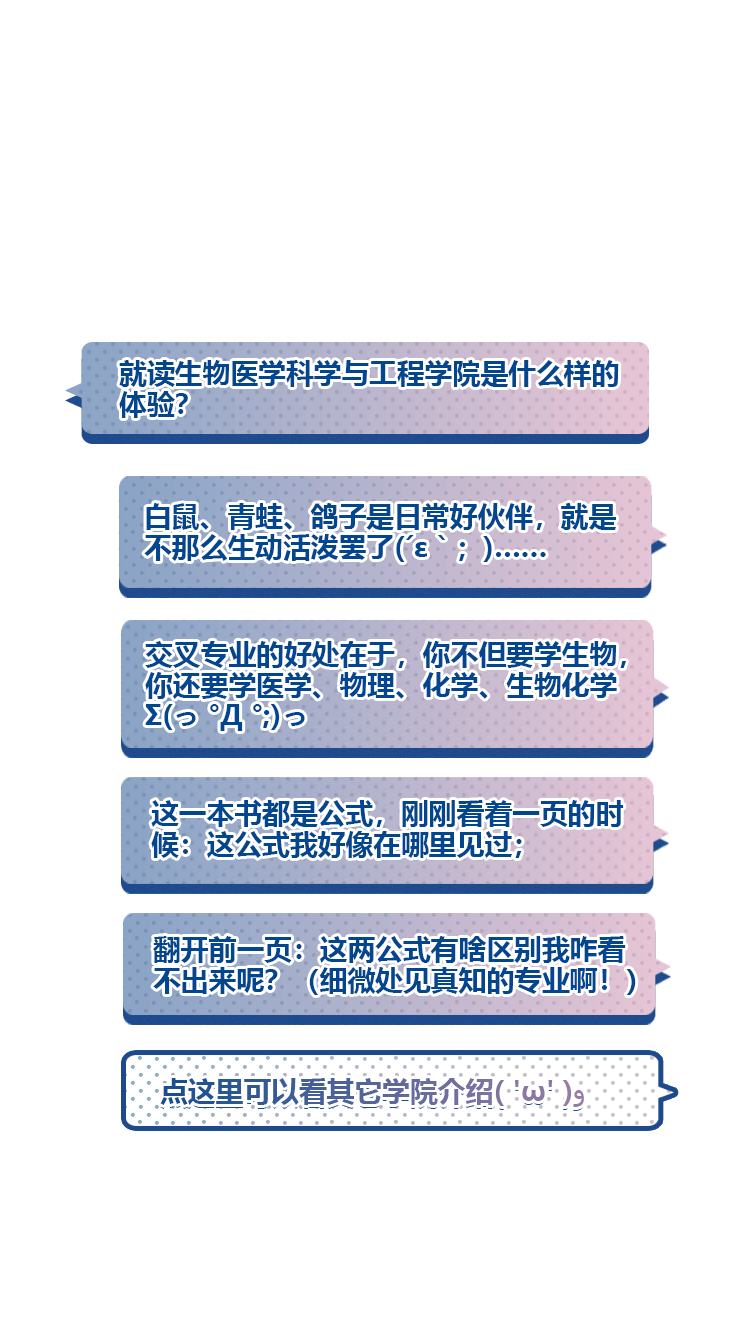 就读生物医学科学与工程学院是什么样的
体验？
白鼠、青蛙、鸽子是日常好伙伴，就是
不那么生动活泼罢了(´ε｀；)……
交叉专业的好处在于，你不但要学生物，
你还要学医学、物理、化学、生物化学
Σ(っ °Д °;)っ
这一本书都是公式，刚刚看着一页的时
候：这公式我好像在哪里见过；
翻开前一页：这两公式有啥区别我咋看
不出来呢？（细微处见真知的专业啊！）
点这里可以看其它学院介绍( 'ω' )و